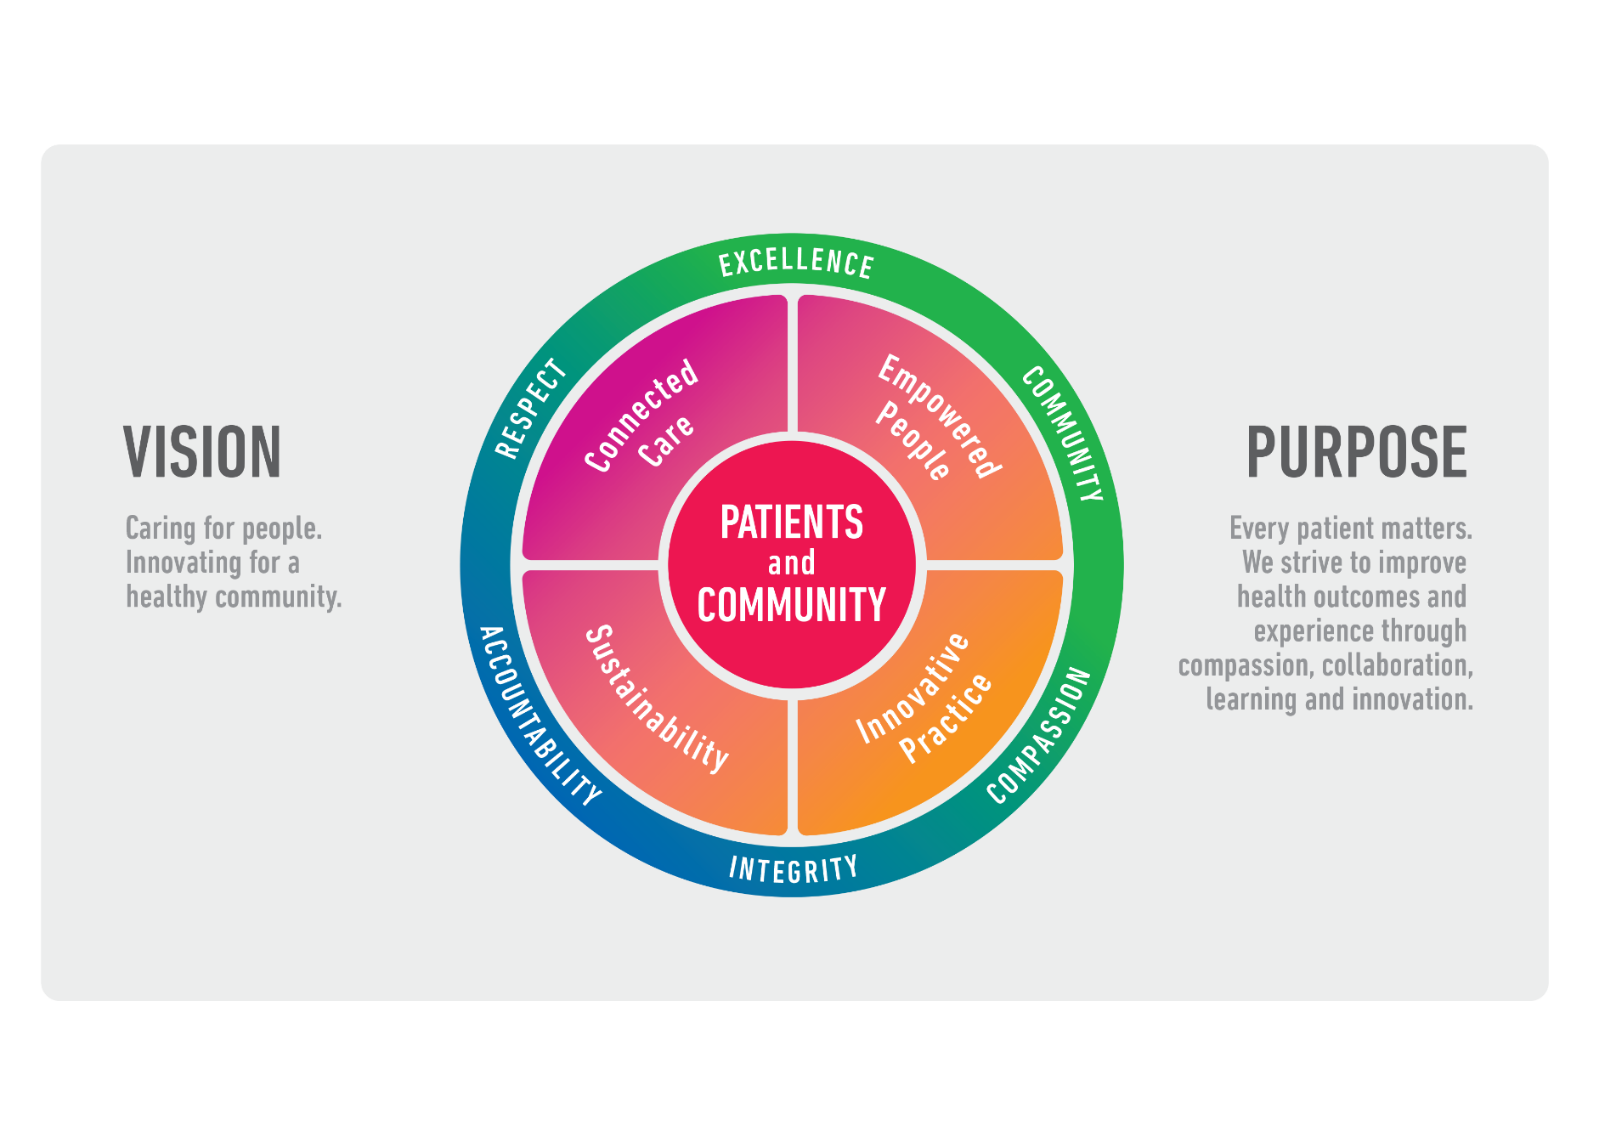 VISION
Caring for people.
Innovating for a
healthy community.
EXCELLENCE
COMMUNITY
COMPASSION
INTEGRITY
ACCOUNTABILITY
RESPECT
Connected
Care
Empowered
People
Sustainability
Innovative
Practice
PATIENTS
and
COMMUNITY
PURPOSE
Every patient matters.
We strive to improve
health outcomes and
experience through
compassion, collaboration,
learning and innovation.